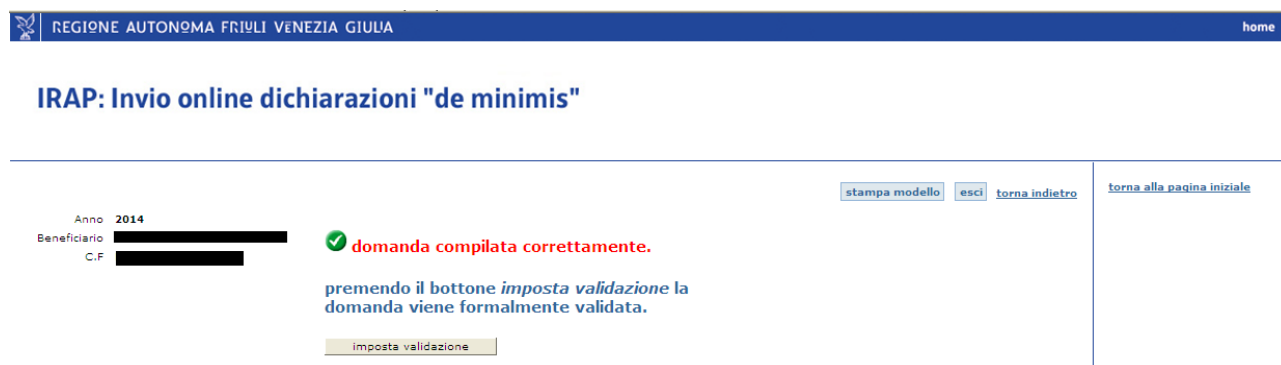 REGIONE AUTONOMA FRIULI VENEZIA GIULIA
home
IRAP: Invio online dichiarazioni "de minimis"
stampa modello esci torna indietro
torna alla pagina iniziale
Anno 2014
Beneficiario
C.F
domanda compilata correttamente.
premendo il bottone imposta validazione la
domanda viene formalmente validata.
imposta validazione